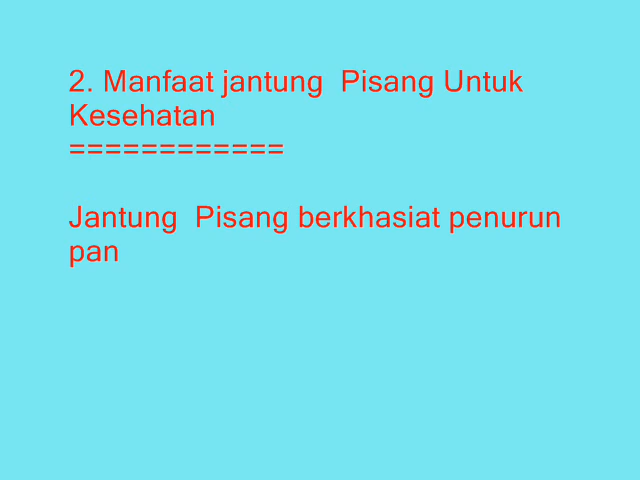 2. Manfaat jantung  Pisang Untuk
Kesehatan
============
Jantung  Pisang berkhasiat penurun
pan